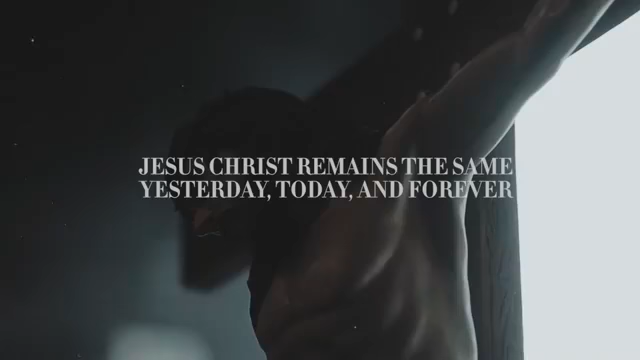 JESUS CHRIST REMAINS THE SAME
YESTERDAY, TODAY, AND FOREVER